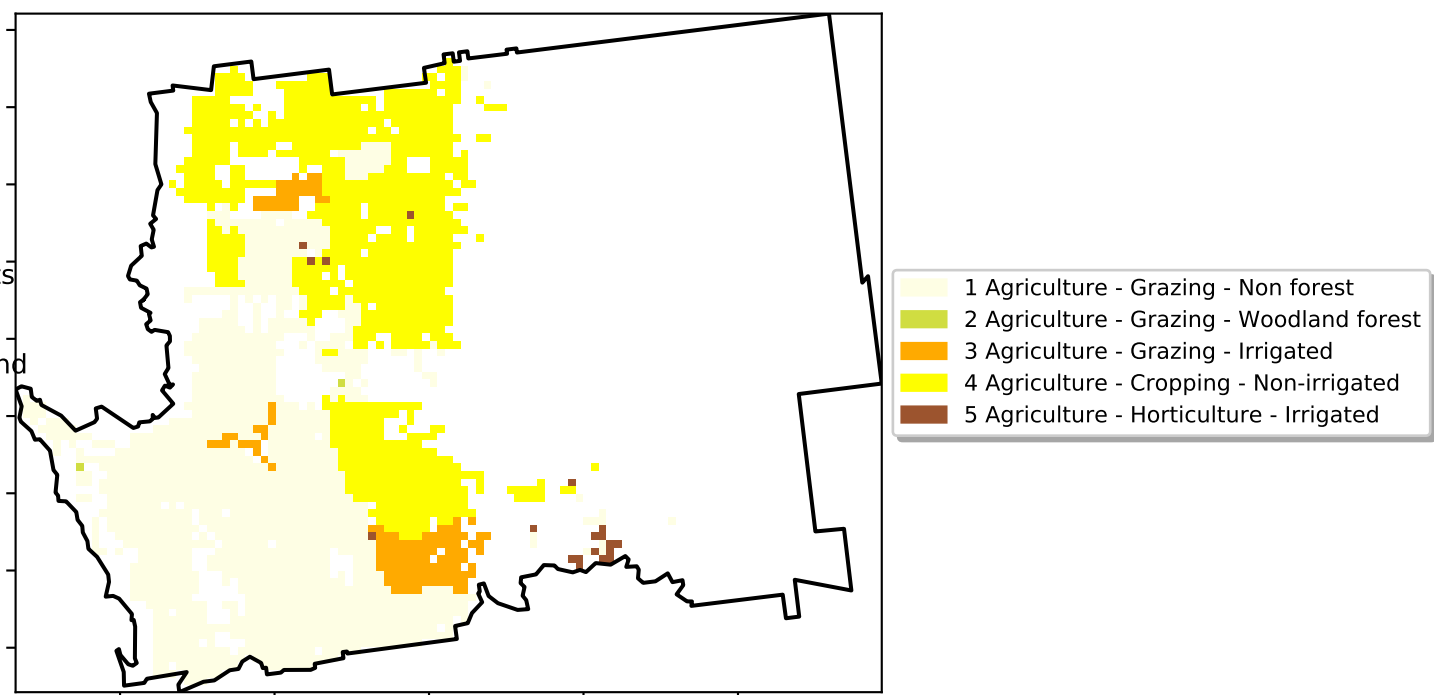 1 Agriculture - Grazing - Non forest
2 Agriculture - Grazing - Woodland forest
3 Agriculture - Grazing - Irrigated
4 Agriculture - Cropping - Non-irrigated
5 Agriculture - Horticulture - Irrigated